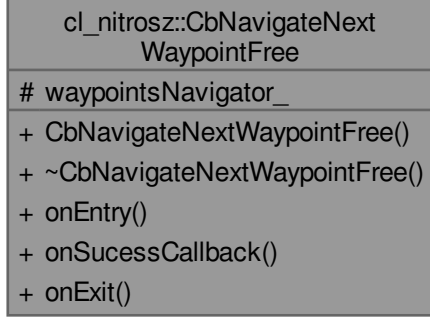 cl_nitrosz::CbNavigateNext
WaypointFree
# waypointsNavigator_
+ CbNavigateNextWaypointFree()
+ ~CbNavigateNextWaypointFree()
+ onEntry()
+ onSucessCallback()
+ onExit()